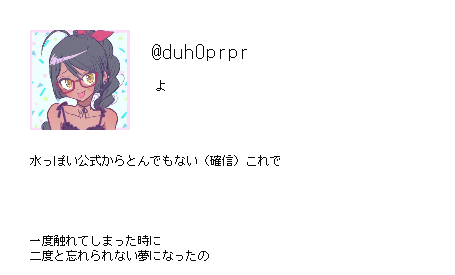 @duh0prpr
よ
水っぽい公式からとんでもない（確信）これで
一度触れてしまった時に
二度と忘れられない夢になったの